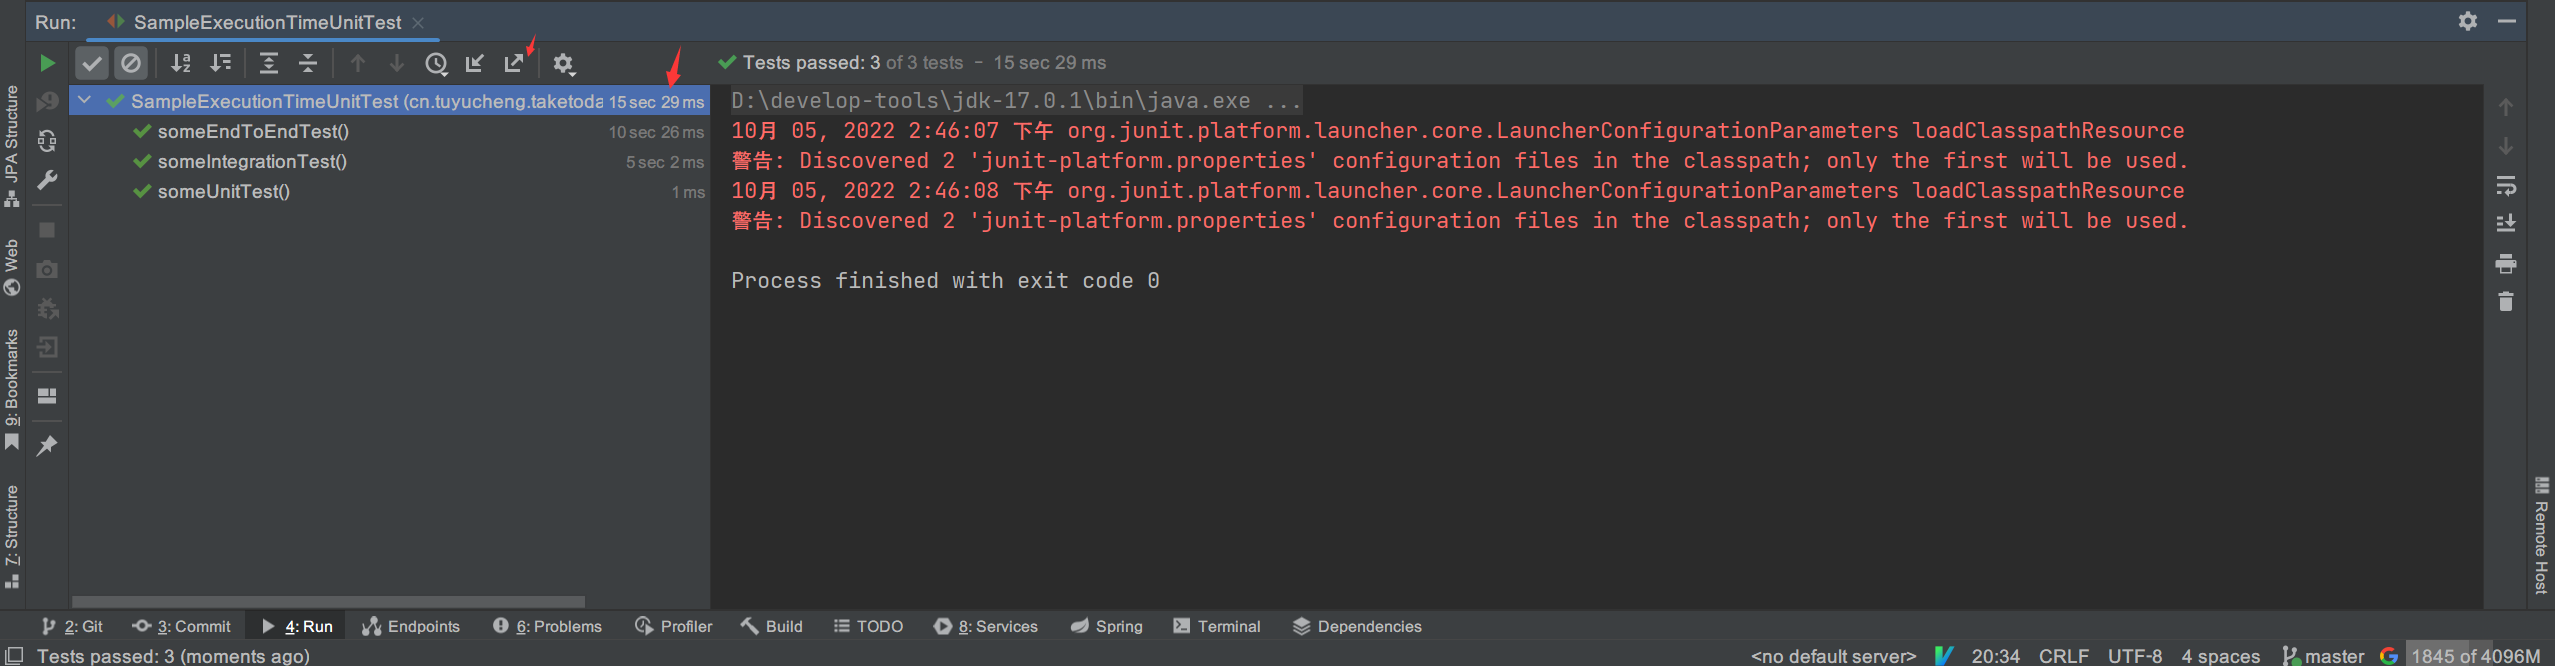 Run: SampleExecutionTimeUnitTest
Tests passed: 3 of 3 tests – 15 sec 29 ms
SampleExecutionTimeUnitTest (cn.tuyucheng.taketoda 15 sec 29 ms
someEndToEndTest() 10 sec 26 ms
someIntegrationTest() 5 sec 2 ms
someUnitTest() 1 ms
D:\develop-tools\jdk-17.0.1\bin\java.exe ...
10月 05, 2022 2:46:07 下午 org.junit.platform.launcher.core.LauncherConfigurationParameters loadClasspathResource
警告: Discovered 2 'junit-platform.properties' configuration files in the classpath; only the first will be used.
10月 05, 2022 2:46:08 下午 org.junit.platform.launcher.core.LauncherConfigurationParameters loadClasspathResource
警告: Discovered 2 'junit-platform.properties' configuration files in the classpath; only the first will be used.
Process finished with exit code 0
JPA Structure
Web
9: Bookmarks
7: Structure
Remote Host
2: Git 3: Commit 4: Run Endpoints 6: Problems Profiler Build TODO 8: Services Spring Terminal Dependencies
Tests passed: 3 (moments ago) <no default server> 20:34 CRLF UTF-8 4 spaces master 1845 of 4096M